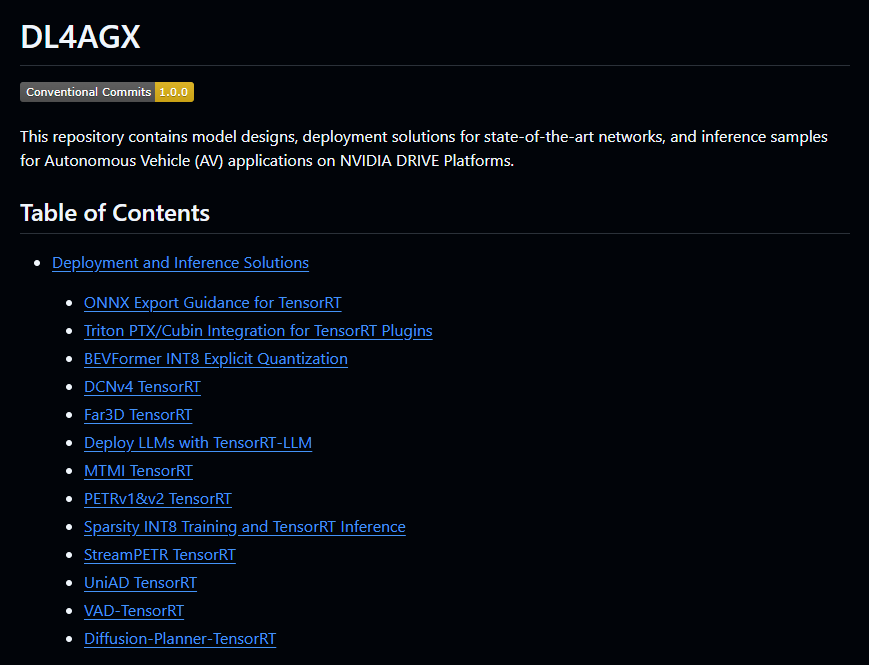 DL4AGX
Conventional Commits 1.0.0
This repository contains model designs, deployment solutions for state-of-the-art networks, and inference samples
for Autonomous Vehicle (AV) applications on NVIDIA DRIVE Platforms.
Table of Contents
Deployment and Inference Solutions
ONNX Export Guidance for TensorRT
Triton PTX/Cubin Integration for TensorRT Plugins
BEVFormer INT8 Explicit Quantization
DCNv4 TensorRT
Far3D TensorRT
Deploy LLMs with TensorRT-LLM
MTMI TensorRT
PETRv1&v2 TensorRT
Sparsity INT8 Training and TensorRT Inference
StreamPETR TensorRT
UniAD TensorRT
VAD-TensorRT
Diffusion-Planner-TensorRT